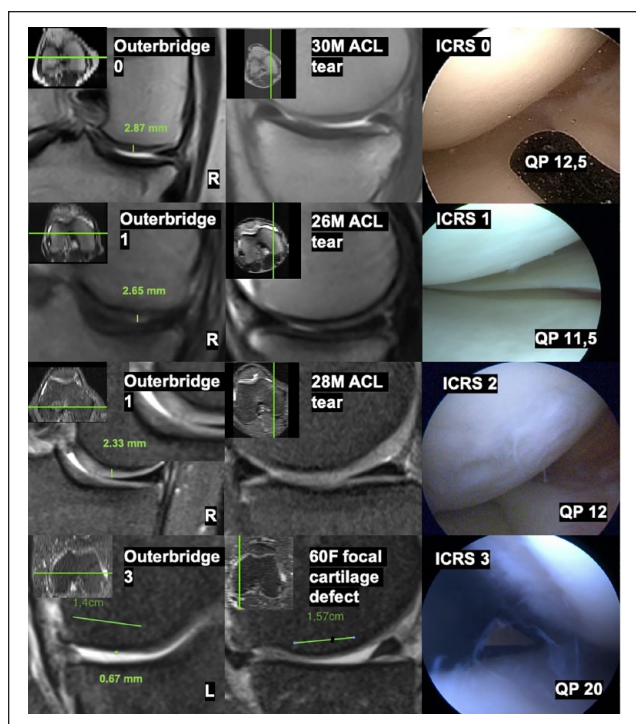 Outerbridge
0
2.87 mm
R
30M ACL
tear
ICRS 0
QP 12,5
Outerbridge
1
2.65 mm
R
26M ACL
tear
ICRS 1
QP 11,5
Outerbridge
1
2.33 mm
R
28M ACL
tear
ICRS 2
QP 12
Outerbridge
3
1,4cm
0.67 mm
L
60F focal
cartilage
defect
1,57cm
ICRS 3
QP 20